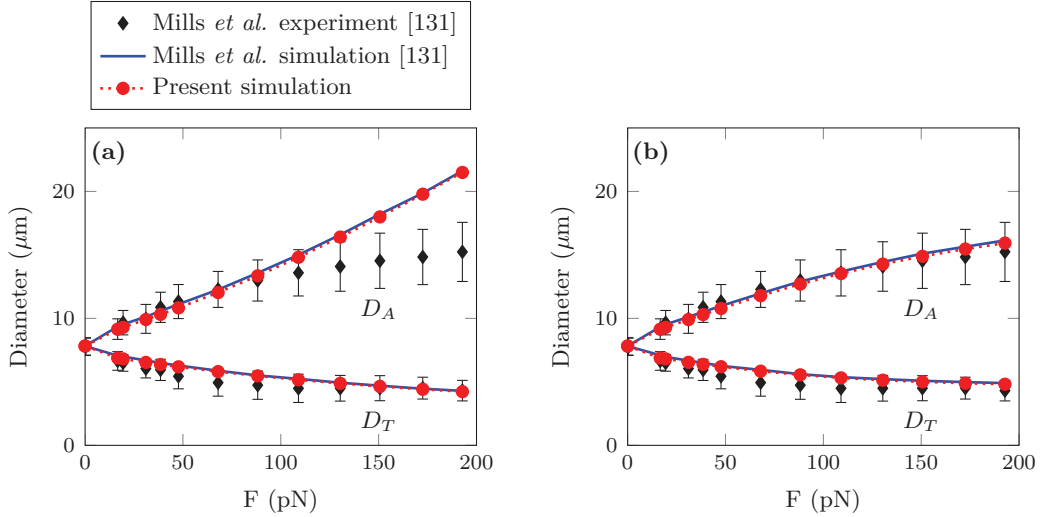 Mills et al. experiment [131]
Mills et al. simulation [131]
Present simulation
(a)
Diameter (μm)
20
10
0
D_A
D_T
0 50 100 150 200
F (pN)
(b)
Diameter (μm)
20
10
0
D_A
D_T
0 50 100 150 200
F (pN)